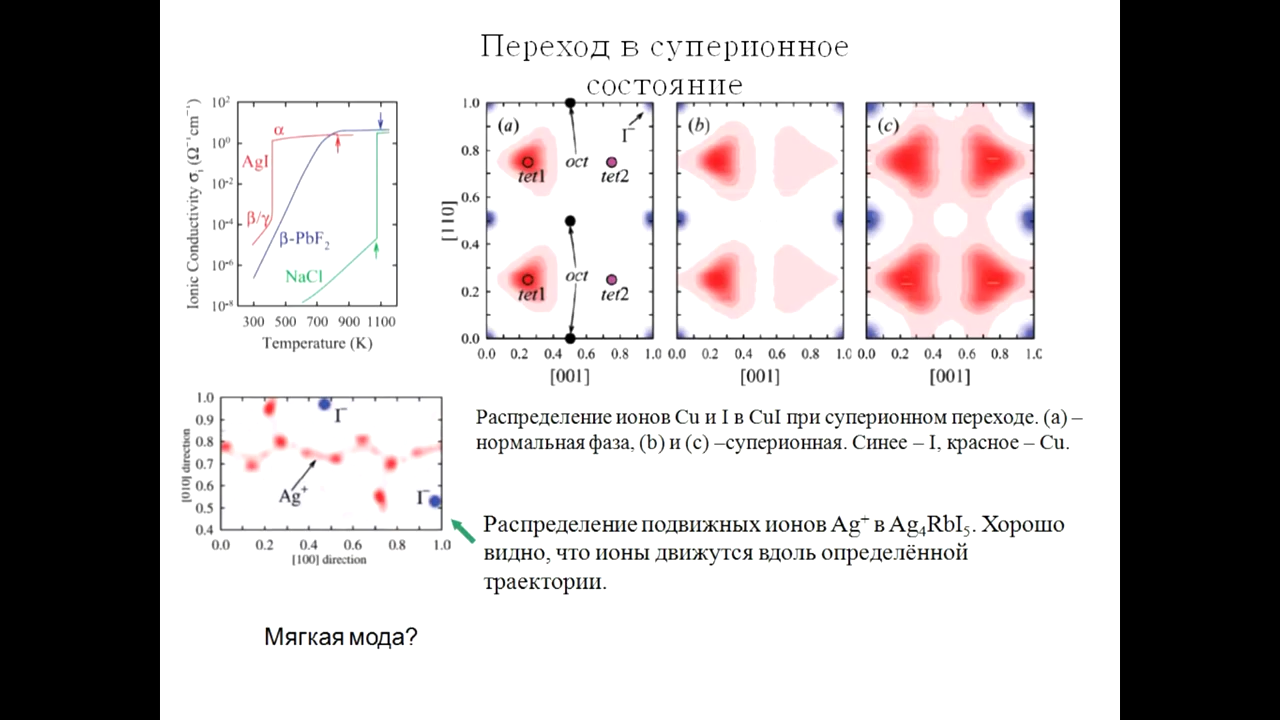 Переход в суперионное
состояние
Ionic Conductivity σᵢ (Ω⁻¹cm⁻¹)
10²
10⁰
10⁻²
10⁻⁴
10⁻⁶
10⁻⁸
α
AgI
β/γ
β-PbF₂
NaCl
300 500 700 900 1100
Temperature (K)
[110]
1.0
0.8
0.6
0.4
0.2
0.0
(a)
I⁻
oct
tet1
tet2
oct
tet1
tet2
0.0 0.2 0.4 0.6 0.8 1.0
[001]
(b)
0.0 0.2 0.4 0.6 0.8 1.0
[001]
(c)
0.0 0.2 0.4 0.6 0.8 1.0
[001]
Распределение ионов Cu и I в CuI при суперионном переходе. (a) –
нормальная фаза, (b) и (c) –суперионная. Синее – I, красное – Cu.
[010] direction
1.0
0.9
0.8
0.7
0.6
0.5
0.4
I⁻
Ag⁺
I⁻
0.0 0.2 0.4 0.6 0.8 1.0
[100] direction
Распределение подвижных ионов Ag⁺ в Ag₄RbI₅. Хорошо
видно, что ионы движутся вдоль определённой
траектории.
Мягкая мода?